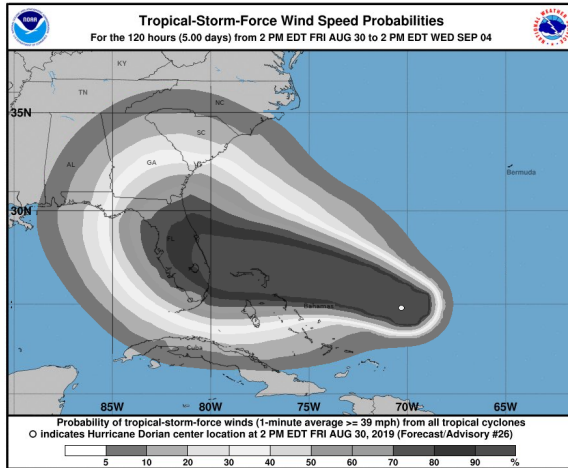 Tropical-Storm-Force Wind Speed Probabilities
For the 120 hours (5.00 days) from 2 PM EDT FRI AUG 30 to 2 PM EDT WED SEP 04
NOAA
NATIONAL WEATHER SERVICE
KY
TN
NC
35N
SC
AL
GA
Bermuda
30N
FL
Bahamas
Cuba
85W 80W 75W 70W 65W
Probability of tropical-storm-force winds (1-minute average >= 39 mph) from all tropical cyclones
indicates Hurricane Dorian center location at 2 PM EDT FRI AUG 30, 2019 (Forecast/Advisory #26)
5 10 20 30 40 50 60 70 80 90 %